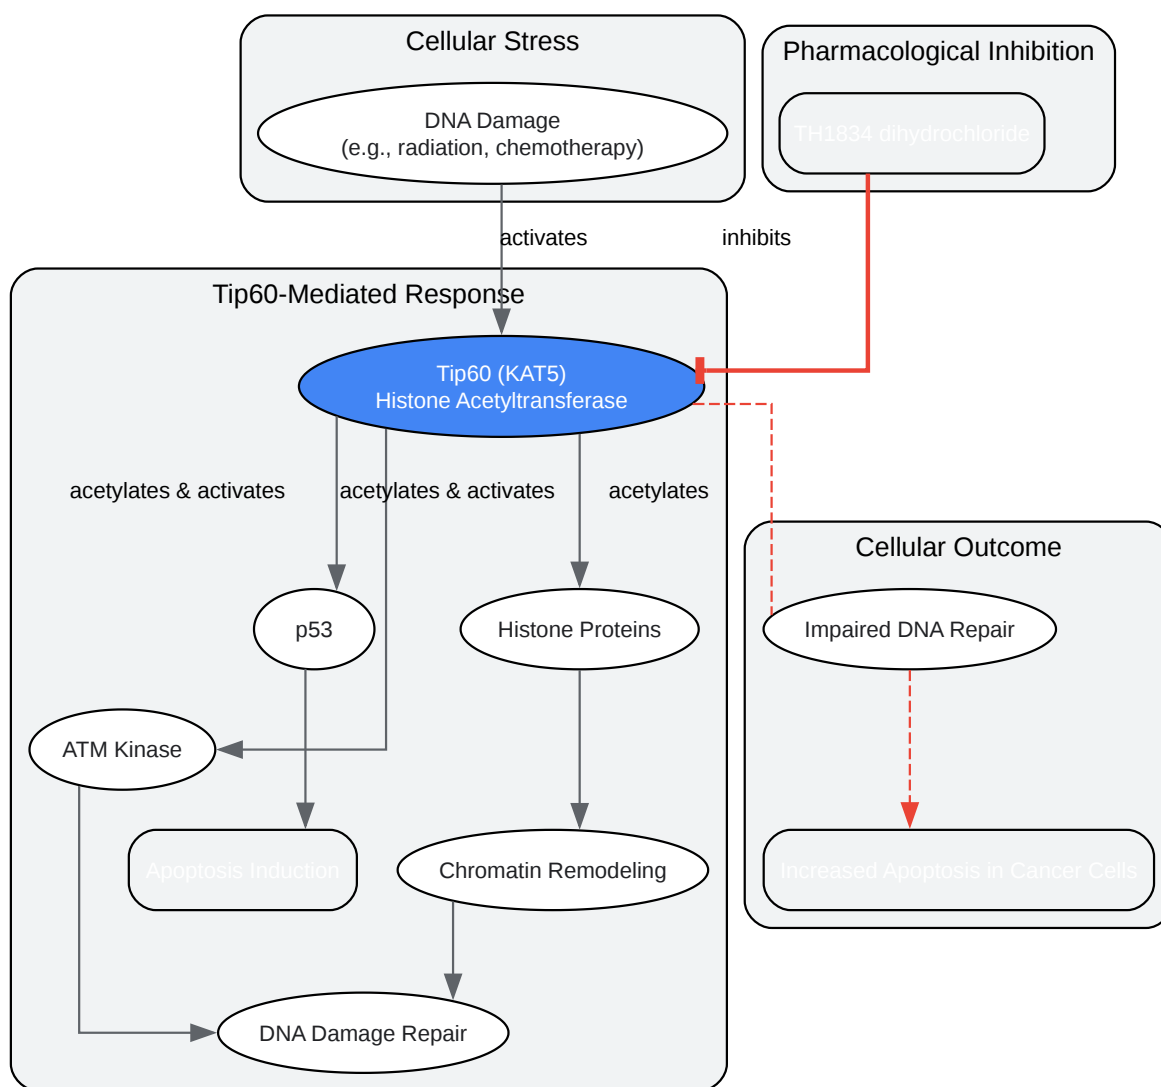 Cellular Stress
DNA Damage
(e.g., radiation, chemotherapy)
Pharmacological Inhibition
TH1834 dihydrochloride
activates
inhibits
Tip60-Mediated Response
Tip60 (KAT5)
Histone Acetyltransferase
acetylates & activates
acetylates & activates
acetylates
p53
Histone Proteins
ATM Kinase
Apoptosis Induction
Chromatin Remodeling
DNA Damage Repair
Cellular Outcome
Impaired DNA Repair
Increased Apoptosis in Cancer Cells